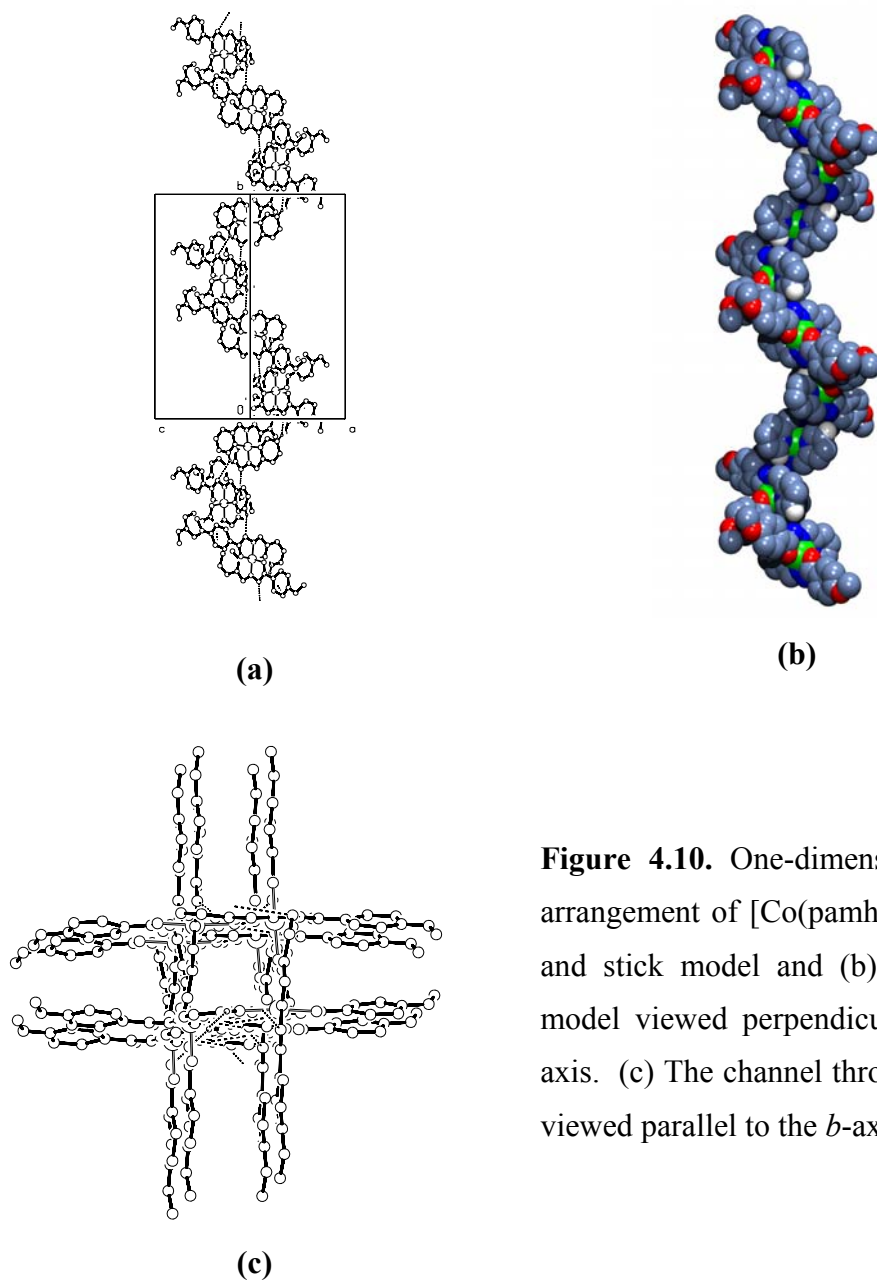 b
0
c
a
(a)
(b)
Figure 4.10. One-dimens
arrangement of [Co(pamh
and stick model and (b)
model viewed perpendicu
axis. (c) The channel thro
viewed parallel to the b-ax
(c)